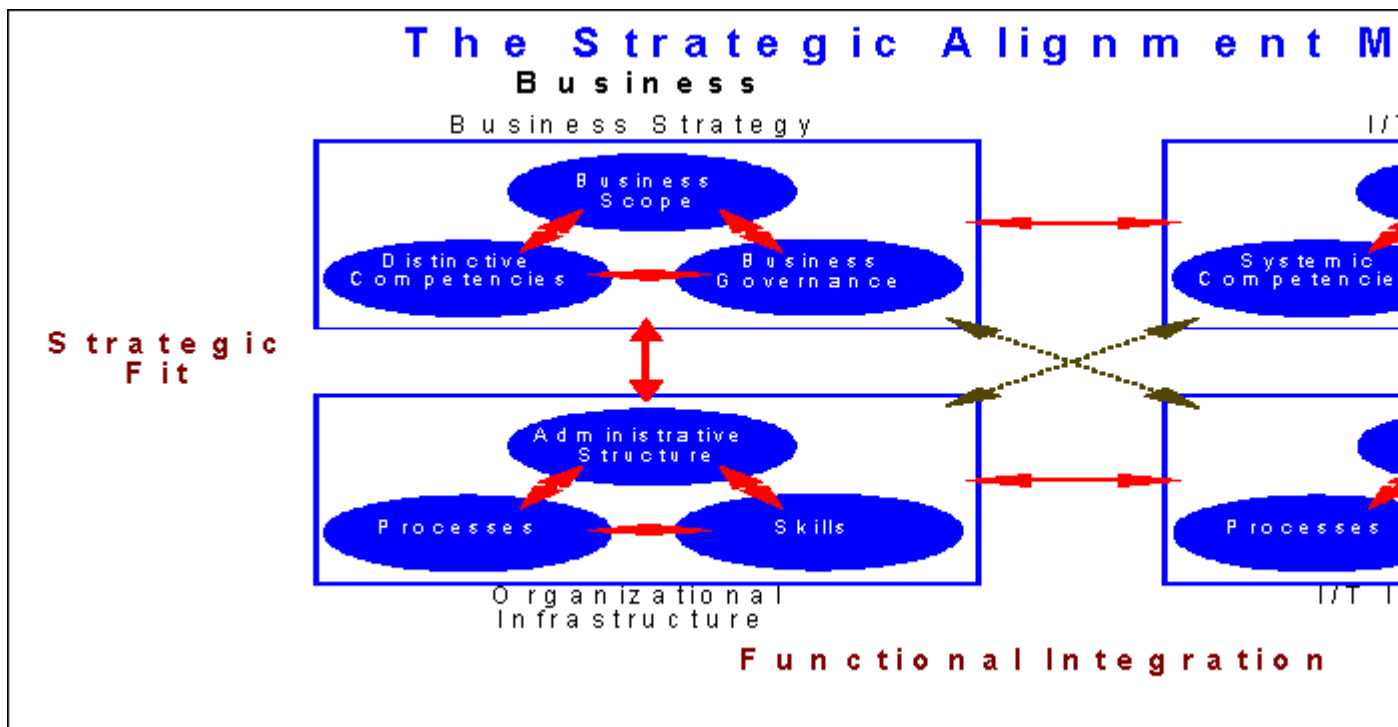 The Strategic Alignment M
Business
Business Strategy
I/T
Business
Scope
Distinctive
Competencies
Business
Governance
Systemic
Competencie
Strategic
Fit
Administrative
Structure
Processes
Skills
Processes
Organizational
Infrastructure
I/T I
Functional Integration